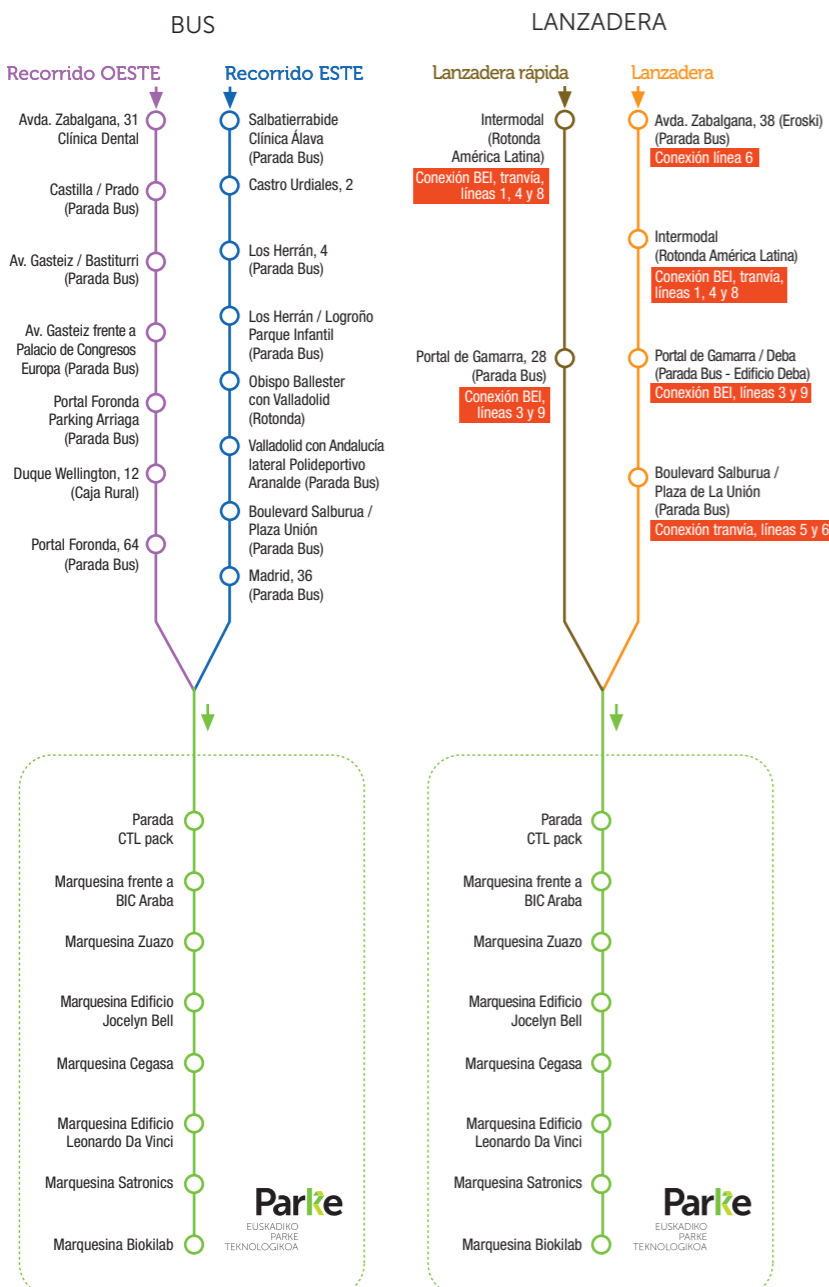 BUS
Recorrido OESTE
Avda. Zabalgana, 31
Clínica Dental
Castilla / Prado
(Parada Bus)
Av. Gasteiz / Bastiturri
(Parada Bus)
Av. Gasteiz frente a
Palacio de Congresos
Europa (Parada Bus)
Portal Foronda
Parking Arriaga
(Parada Bus)
Duque Wellington, 12
(Caja Rural)
Portal Foronda, 64
(Parada Bus)
Recorrido ESTE
Salbatierrabide
Clínica Álava
(Parada Bus)
Castro Urdiales, 2
Los Herrán, 4
(Parada Bus)
Los Herrán / Logroño
Parque Infantil
(Parada Bus)
Obispo Ballester
con Valladolid
(Rotonda)
Valladolid con Andalucía
lateral Polideportivo
Aranalde (Parada Bus)
Boulevard Salburua /
Plaza Unión
(Parada Bus)
Madrid, 36
(Parada Bus)
Parada
CTL pack
Marquesina frente a
BIC Araba
Marquesina Zuazo
Marquesina Edificio
Jocelyn Bell
Marquesina Cegasa
Marquesina Edificio
Leonardo Da Vinci
Marquesina Satronics
Marquesina Biokilab
Parke
EUSKADIKO
PARKE
TEKNOLOGIKOA
LANZADERA
Lanzadera rápida
Intermodal
(Rotonda
América Latina)
Conexión BEI, tranvía,
líneas 1, 4 y 8
Portal de Gamarra, 28
(Parada Bus)
Conexión BEI,
líneas 3 y 9
Lanzadera
Avda. Zabalgana, 38 (Eroski)
(Parada Bus)
Conexión línea 6
Intermodal
(Rotonda América Latina)
Conexión BEI, tranvía,
líneas 1, 4 y 8
Portal de Gamarra / Deba
(Parada Bus - Edificio Deba)
Conexión BEI, líneas 3 y 9
Boulevard Salburua /
Plaza de La Unión
(Parada Bus)
Conexión tranvía, líneas 5 y 6
Parada
CTL pack
Marquesina frente a
BIC Araba
Marquesina Zuazo
Marquesina Edificio
Jocelyn Bell
Marquesina Cegasa
Marquesina Edificio
Leonardo Da Vinci
Marquesina Satronics
Marquesina Biokilab
Parke
EUSKADIKO
PARKE
TEKNOLOGIKOA